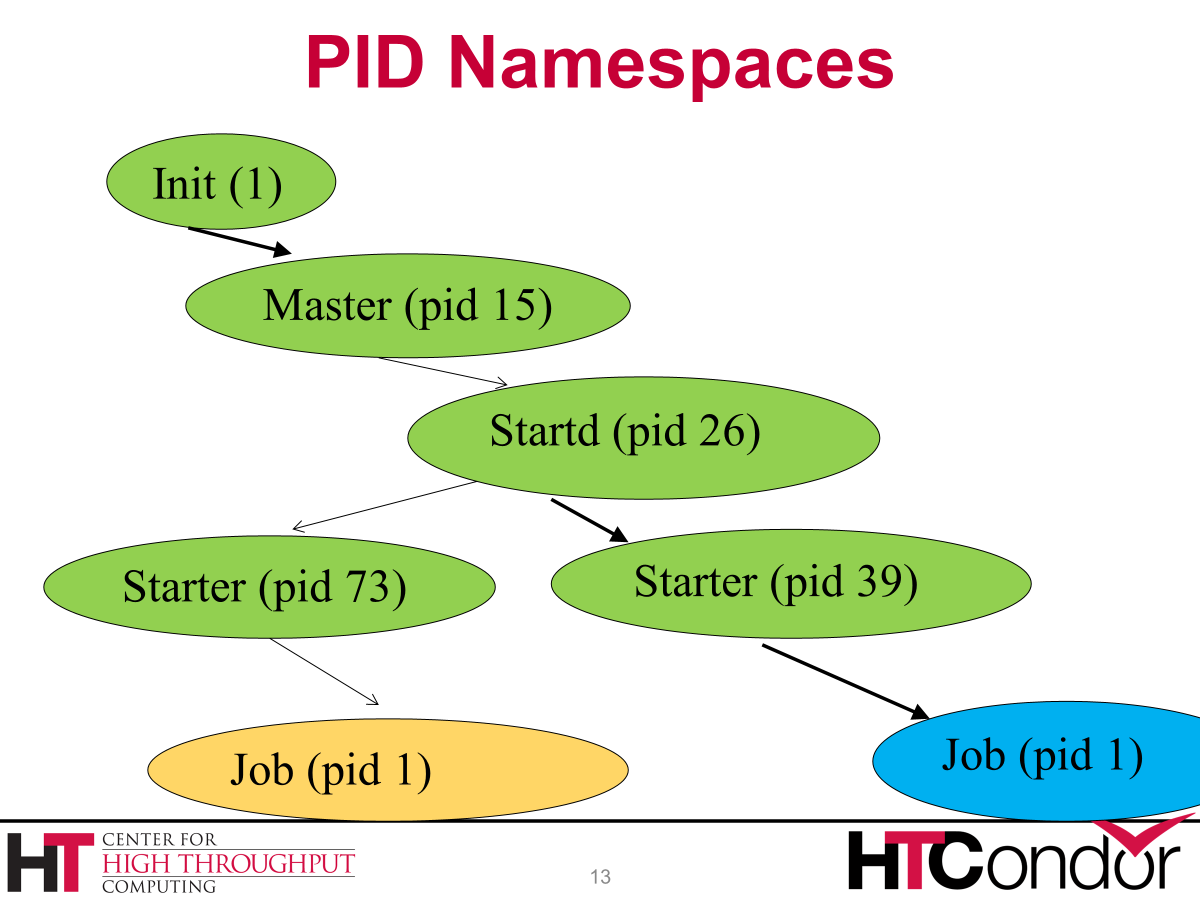 PID Namespaces
Init (1)
Master (pid 15)
Startd (pid 26)
Starter (pid 73)
Starter (pid 39)
Job (pid 1)
Job (pid 1)
HT
CENTER FOR
HIGH THROUGHPUT
COMPUTING
13
HTCondor